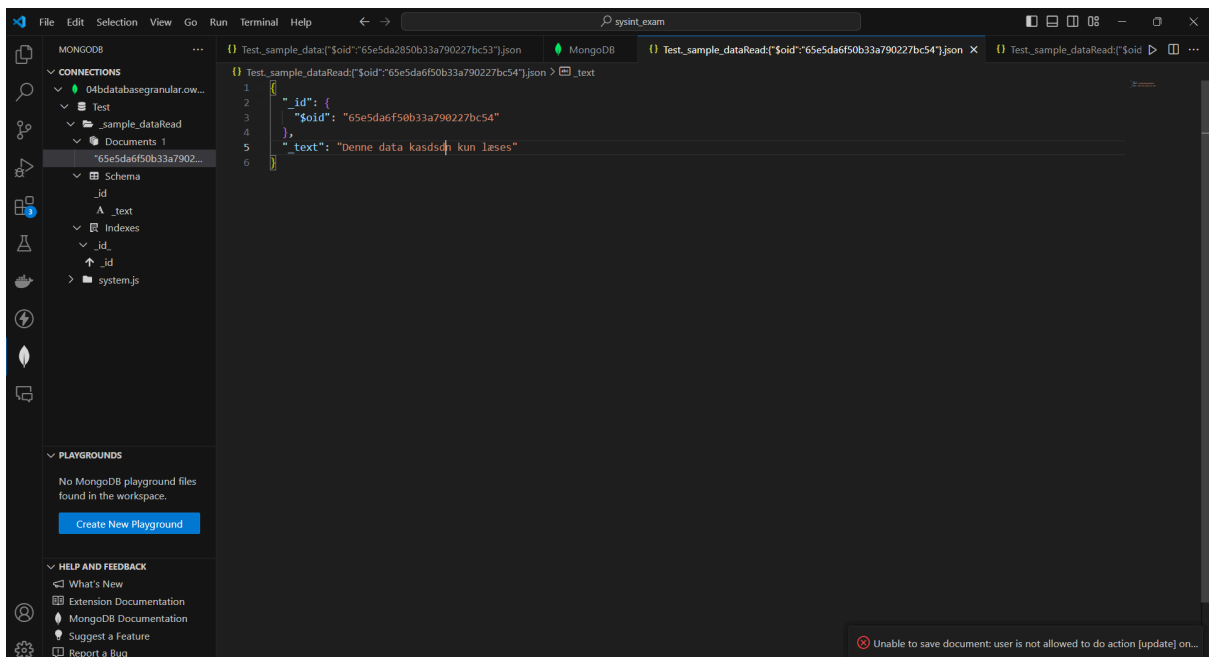 File Edit Selection View Go Run Terminal Help
sysint_exam
MONGODB
{} Test._sample_data:{"$oid":"65e5da2850b33a790227bc53"}.json
MongoDB
{} Test._sample_dataRead:{"$oid":"65e5da6f50b33a790227bc54"}.json
{} Test._sample_dataRead:{"$oid
CONNECTIONS
04bdatabasegranular.ow...
Test
_sample_dataRead
Documents 1
"65e5da6f50b33a7902...
Schema
_id
A _text
Indexes
_id_
_id
system.js
{} Test._sample_dataRead:{"$oid":"65e5da6f50b33a790227bc54"}.json > _text
1 {
2 "_id": {
3 "$oid": "65e5da6f50b33a790227bc54"
4 },
5 "_text": "Denne data kasdsdn kun læses"
6 }
3
PLAYGROUNDS
No MongoDB playground files
found in the workspace.
Create New Playground
HELP AND FEEDBACK
What's New
Extension Documentation
MongoDB Documentation
Suggest a Feature
Report a Bug
Unable to save document: user is not allowed to do action [update] on...